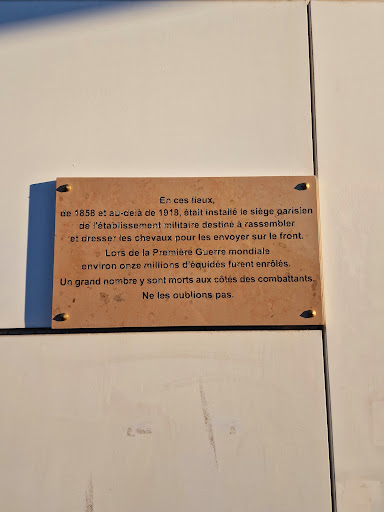 En ces lieux,
de 1858 et au-delà de 1918, était installé le siège parisien
de l'établissement militaire destiné à rassembler
et dresser les chevaux pour les envoyer sur le front.
Lors de la Première Guerre mondiale
environ onze millions d'équidés furent enrôlés.
Un grand nombre y sont morts aux côtés des combattants.
Ne les oublions pas.